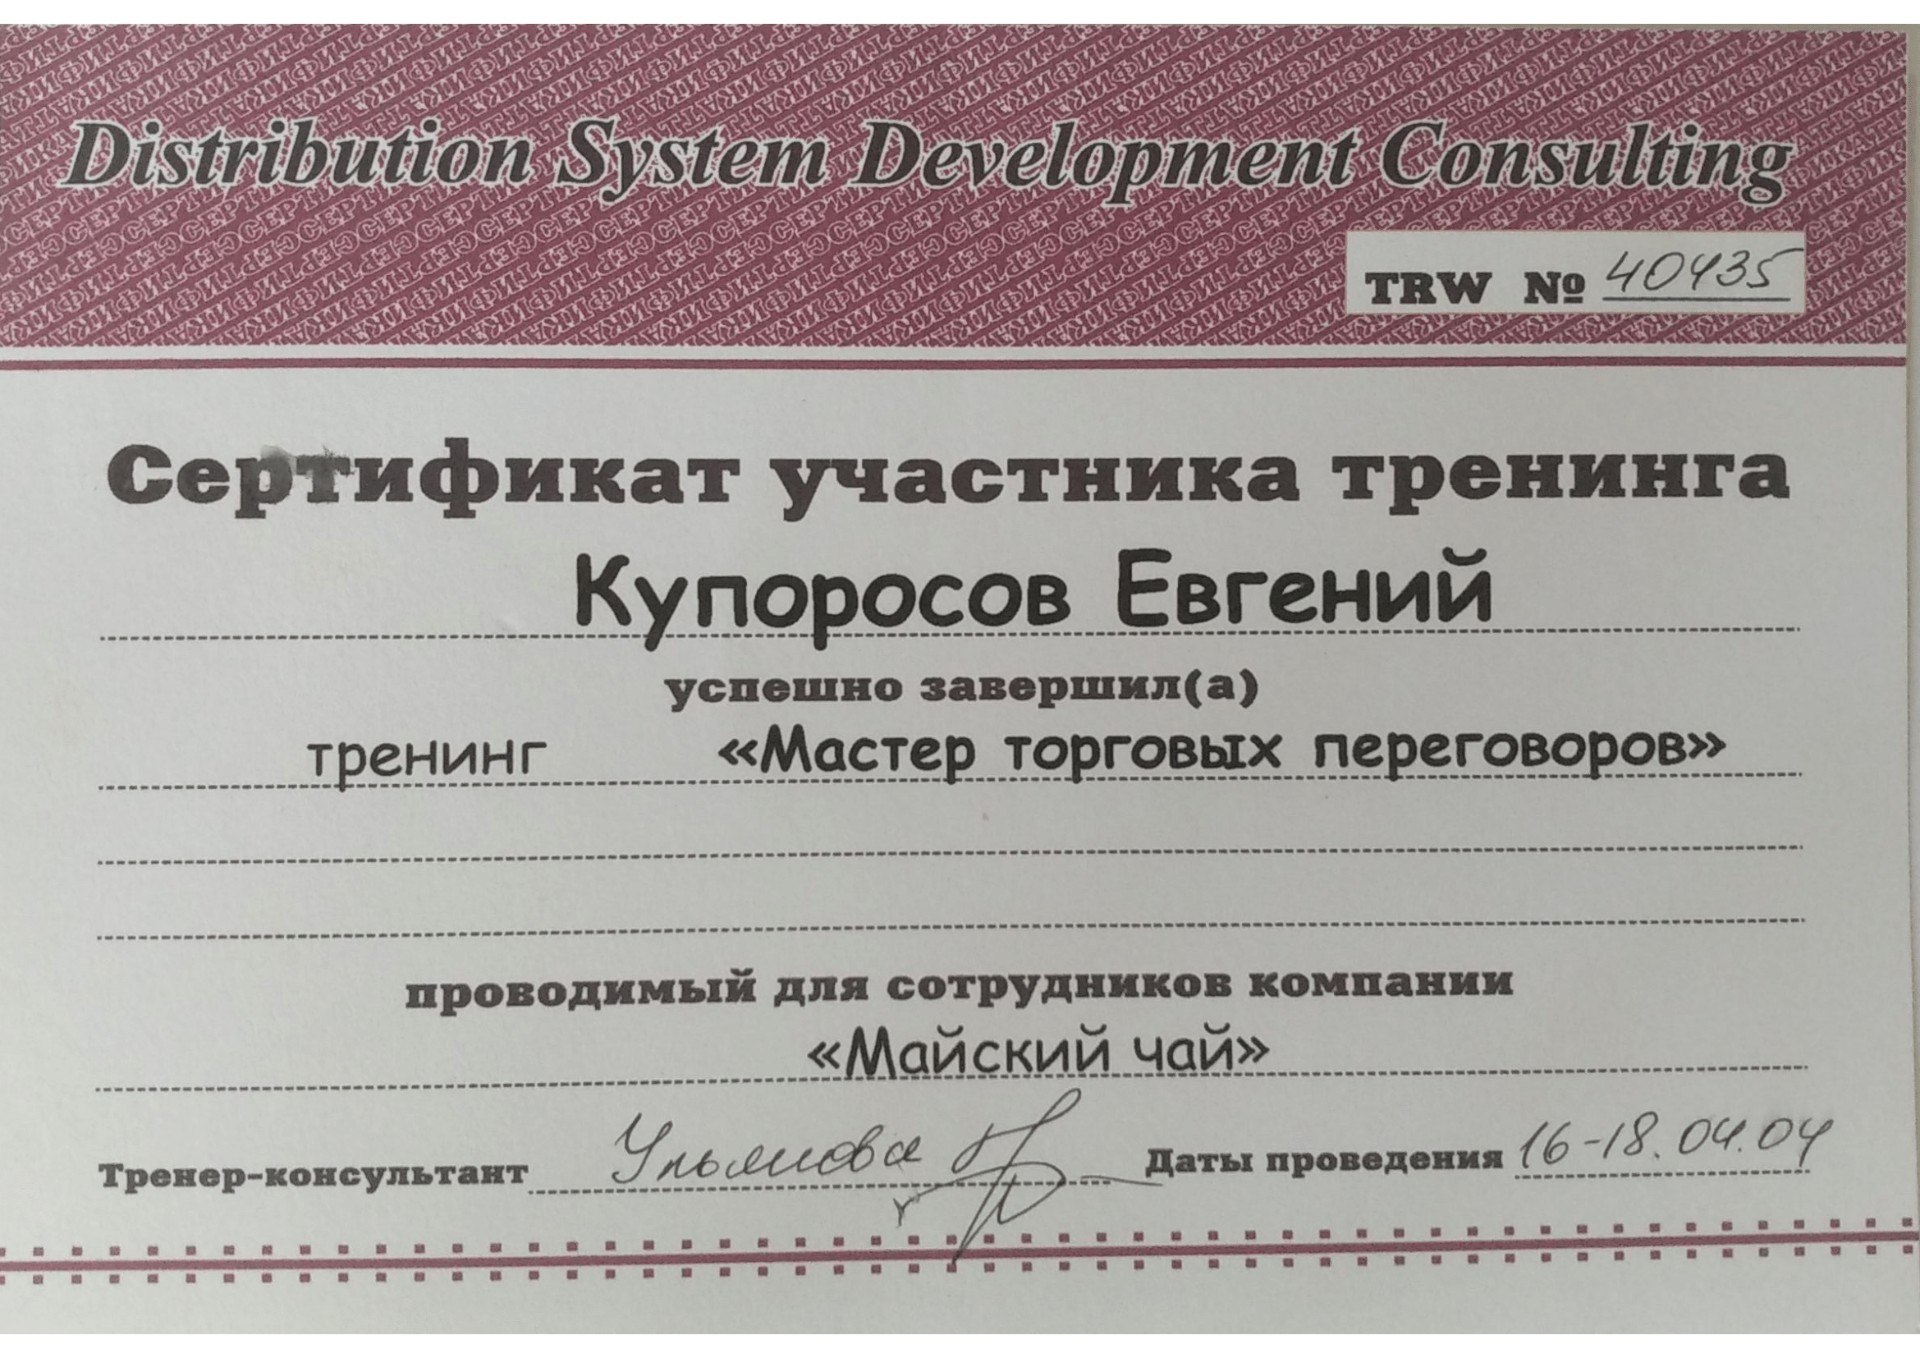 Distribution System Development Consulting
TRW № 40435
Сертификат участника тренинга
Купоросов Евгений
успешно завершил(а)
тренинг «Мастер торговых переговоров»
проводимый для сотрудников компании
«Майский чай»
Тренер-консультант Ульянова Даты проведения 16-18.04.04